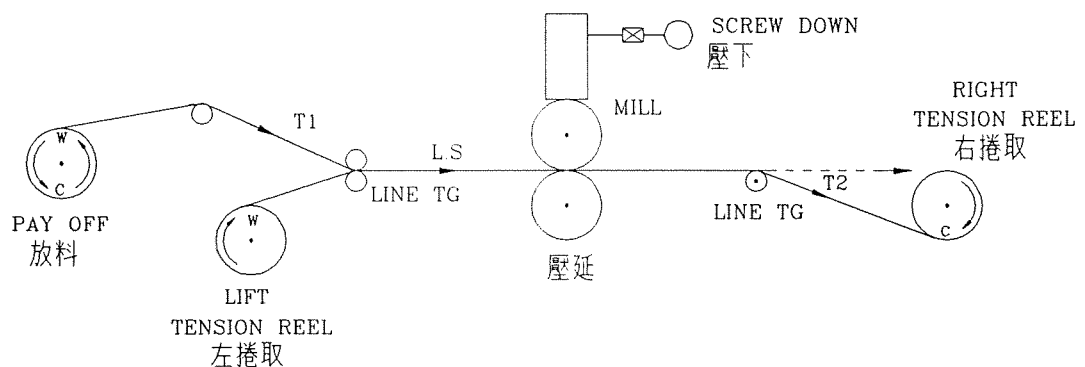 SCREW DOWN
壓下
MILL
RIGHT
TENSION REEL
右捲取
T1
L.S
T2
LINE TG
LINE TG
W
C
W
C
PAY OFF
放料
壓延
LIFT
TENSION REEL
左捲取